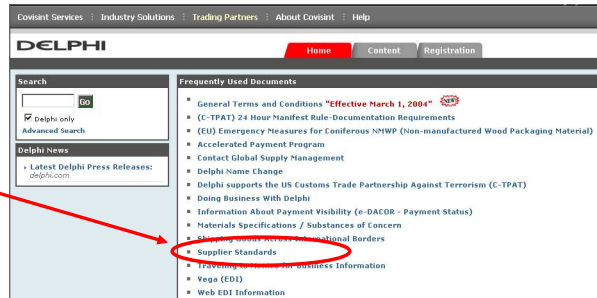 Covisint Services Industry Solutions Trading Partners About Covisint Help
DELPHI
Home Content Registration
Search
Go
Delphi only
Advanced Search
Delphi News
Latest Delphi Press Releases:
delphi.com
Frequently Used Documents
General Terms and Conditions "Effective March 1, 2004" NEW!
(C-TPAT) 24 Hour Manifest Rule-Documentation Requirements
(EU) Emergency Measures for Coniferous NMWP (Non-manufactured Wood Packaging Material)
Accelerated Payment Program
Contact Global Supply Management
Delphi Name Change
Delphi supports the US Customs Trade Partnership Against Terrorism (C-TPAT)
Doing Business With Delphi
Information About Payment Visibility (e-DACOR - Payment Status)
Materials Specifications / Substances of Concern
Shipping Goods Across International Borders
Supplier Standards
Traveling to Mexico for Business Information
Vega (EDI)
Web EDI Information